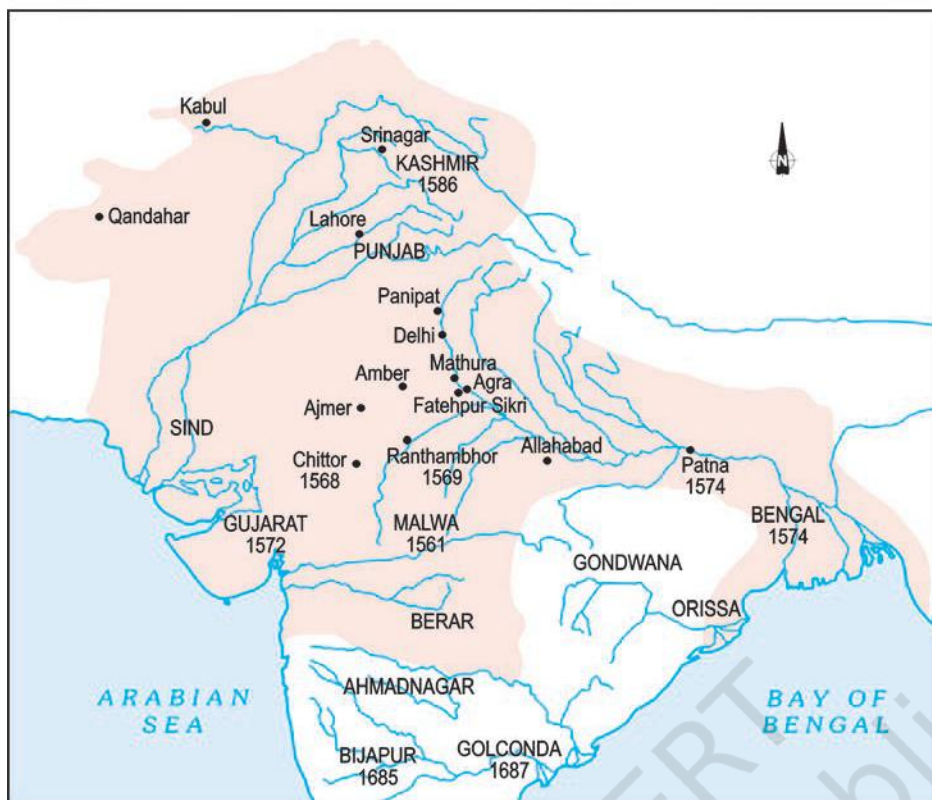 Kabul
Srinagar
KASHMIR
1586
Qandahar
Lahore
PUNJAB
Panipat
Delhi
Mathura
Amber
Agra
Fatehpur Sikri
Ajmer
SIND
Ranthambhor
1569
Allahabad
Chittor
1568
Patna
1574
GUJARAT
1572
MALWA
1561
BENGAL
1574
GONDWANA
ORISSA
BERAR
AHMADNAGAR
ARABIAN
SEA
BAY OF
BENGAL
BIJAPUR
1685
GOLCONDA
1687
N